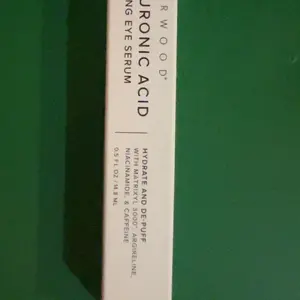 RWOOD
URONIC ACID
NG EYE SERUM
HYDRATE AND DE-PUFF
WITH MATRIXYL 3000™, ARGIRELINE,
NIACINAMIDE, & CAFFEINE
0.5 FL OZ / 14.8 ML